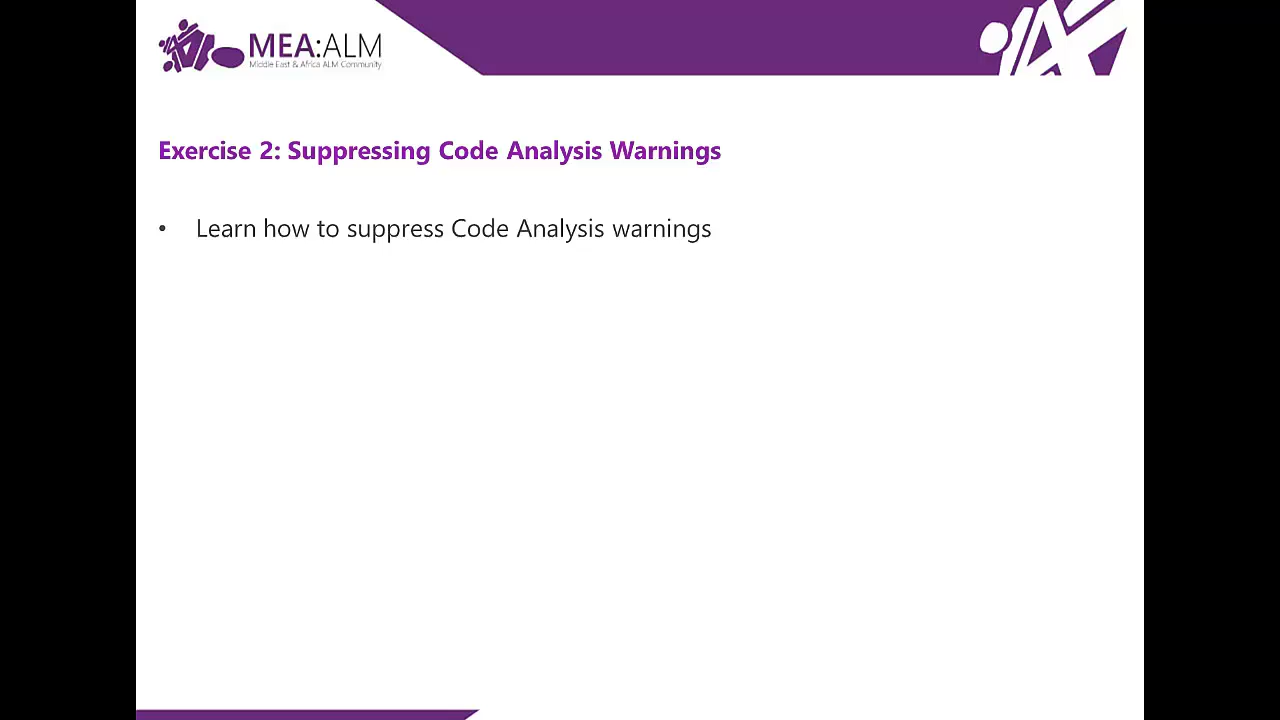 MEA:ALM
Middle East & Africa ALM Community
Exercise 2: Suppressing Code Analysis Warnings
• Learn how to suppress Code Analysis warnings